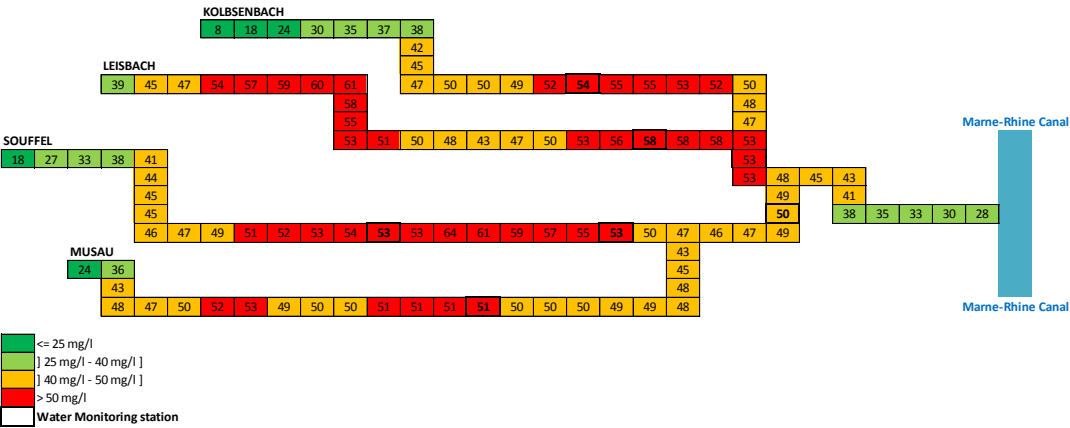 KOLBSENBACH
8 18 24 30 35 37 38
42
LEISBACH 45
39 45 47 54 57 59 60 61 47 50 50 49 52 54 55 55 53 52 50
58 48
55 47 Marne-Rhine Canal
53 51 50 48 43 47 50 53 56 58 58 58 53
SOUFFEL
18 27 33 38 41 53
44 53 48 45 43
45 49 41
45 50 38 35 33 30 28
46 47 49 51 52 53 54 53 53 64 61 59 57 55 53 50 47 46 47 49
MUSAU 43
24 36 45
43 48
48 47 50 52 53 49 50 50 51 51 51 51 50 50 50 49 49 48 Marne-Rhine Canal
<= 25 mg/l
] 25 mg/l - 40 mg/l ]
] 40 mg/l - 50 mg/l ]
> 50 mg/l
Water Monitoring station